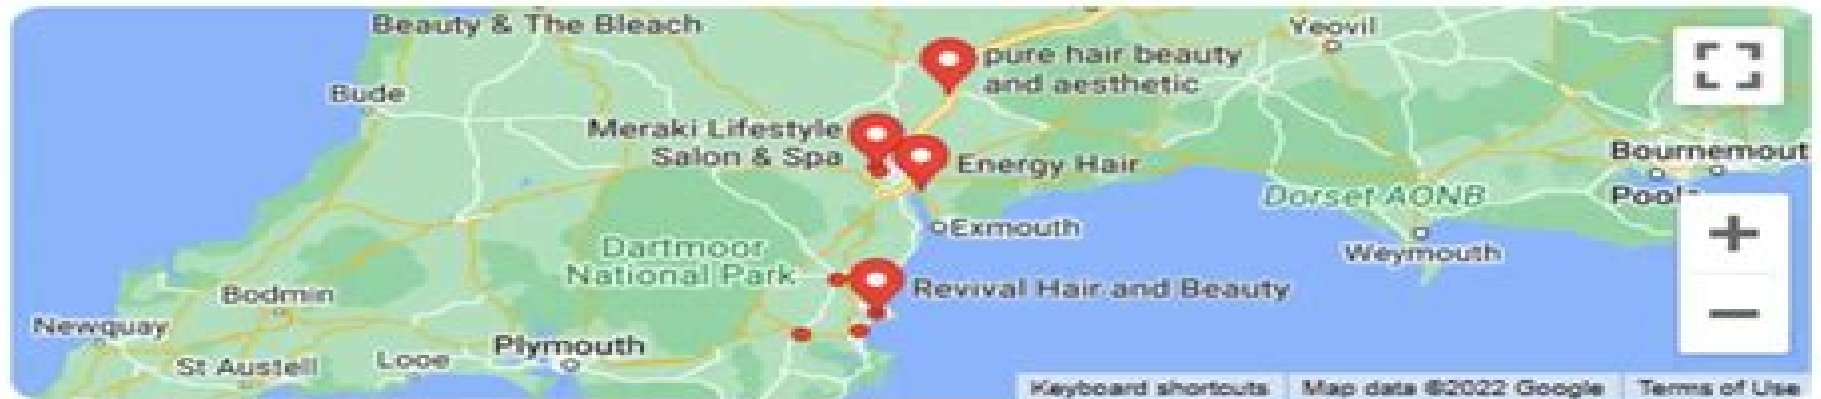 Beauty & The Bleach
Yeovil
pure hair beauty
and aesthetic
Bude
Meraki Lifestyle
Salon & Spa
Energy Hair
Bournemout
Dorset AONB
Exmouth
Weymouth
Dartmoor
National Park
Revival Hair and Beauty
Bodmin
Newquay
Plymouth
St Austell
Looe
Keyboard shortcuts
Map data ©2022 Google
Terms of Use